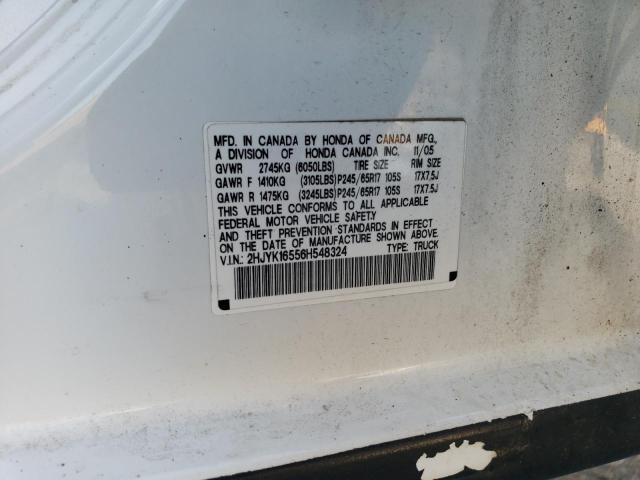 MFD. IN CANADA BY HONDA OF CANADA MFG.,
A DIVISION OF HONDA CANADA INC. 11/05
GVWR 2745KG (6050LBS) TIRE SIZE RIM SIZE
GAWR F 1410KG (3105LBS) P245/65R17 105S 17X7.5J
GAWR R 1475KG (3245LBS) P245/65R17 105S 17X7.5J
THIS VEHICLE CONFORMS TO ALL APPLICABLE
FEDERAL MOTOR VEHICLE SAFETY
AND THEFT PREVENTION STANDARDS IN EFFECT
ON THE DATE OF MANUFACTURE SHOWN ABOVE.
V.I.N.: 2HJYK16556H548324 TYPE: TRUCK